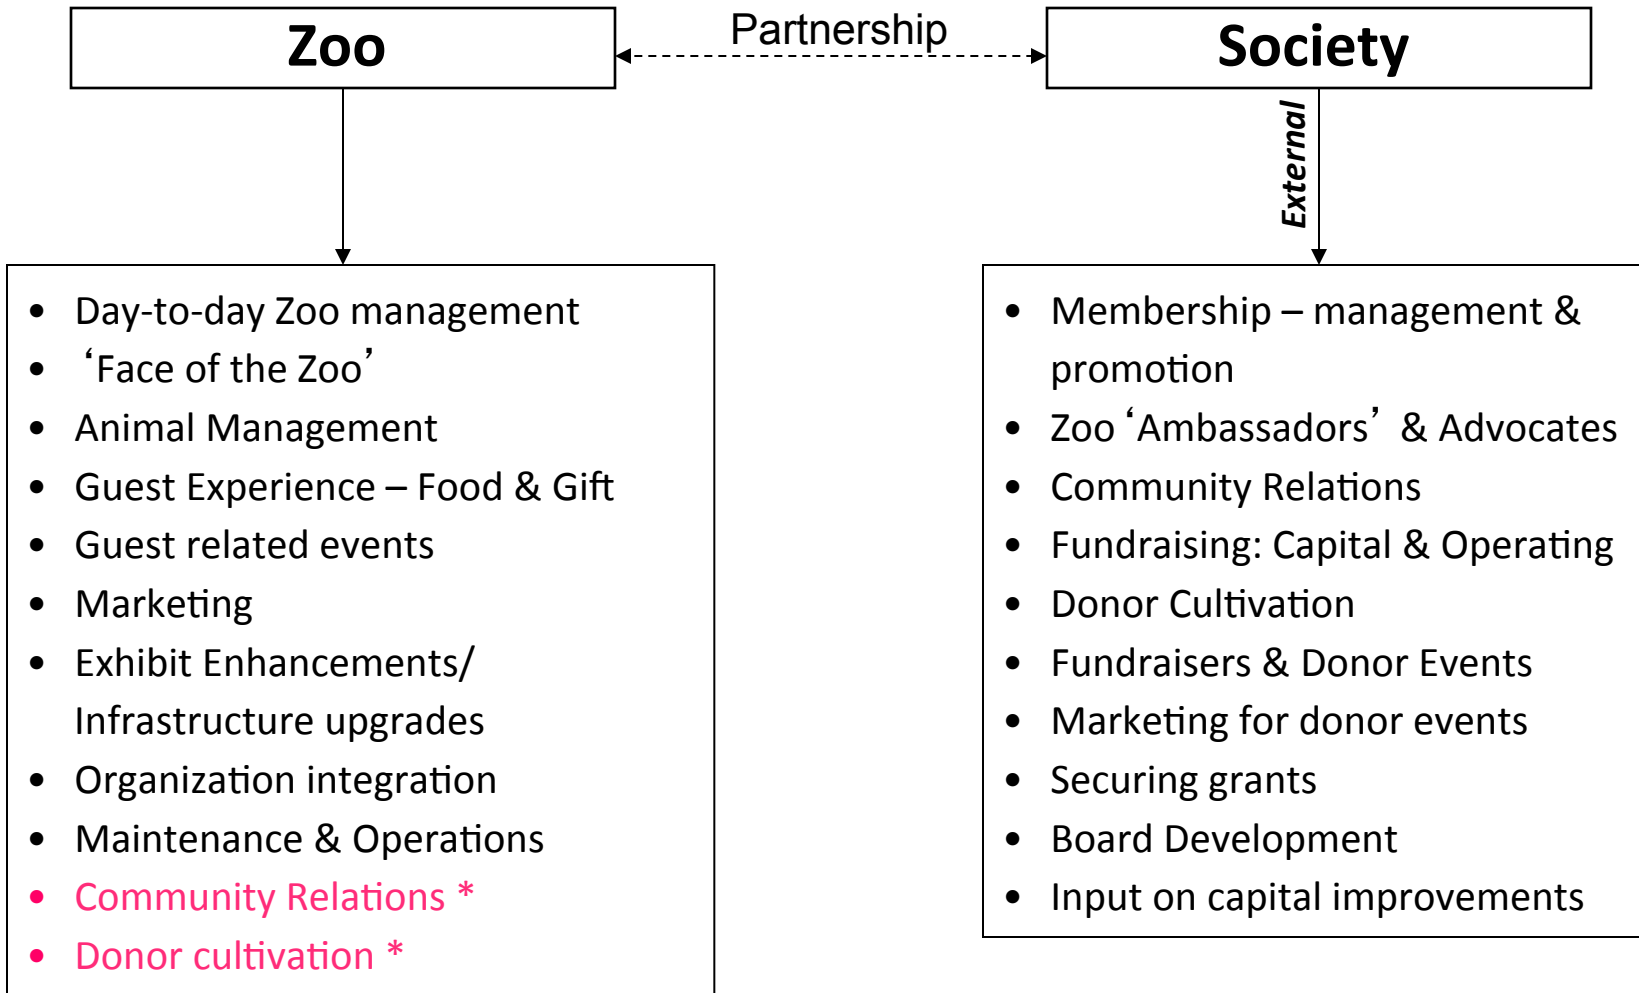 Zoo
Partnership
Society
External
• Day-to-day Zoo management
• ‘Face of the Zoo’
• Animal Management
• Guest Experience – Food & Gift
• Guest related events
• Marketing
• Exhibit Enhancements/
Infrastructure upgrades
• Organization integration
• Maintenance & Operations
• Community Relations *
• Donor cultivation *
• Membership – management &
promotion
• Zoo ‘Ambassadors’ & Advocates
• Community Relations
• Fundraising: Capital & Operating
• Donor Cultivation
• Fundraisers & Donor Events
• Marketing for donor events
• Securing grants
• Board Development
• Input on capital improvements